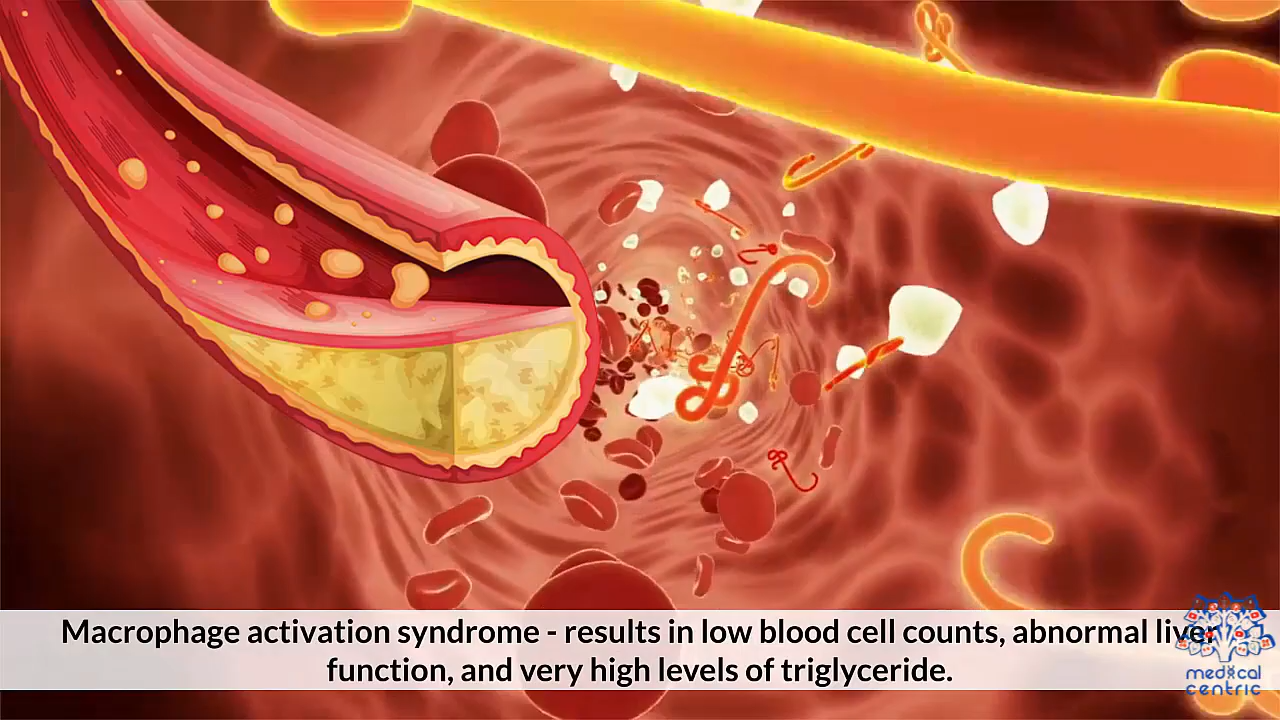 Macrophage activation syndrome - results in low blood cell counts, abnormal liver
function, and very high levels of triglyceride.
medical
centric